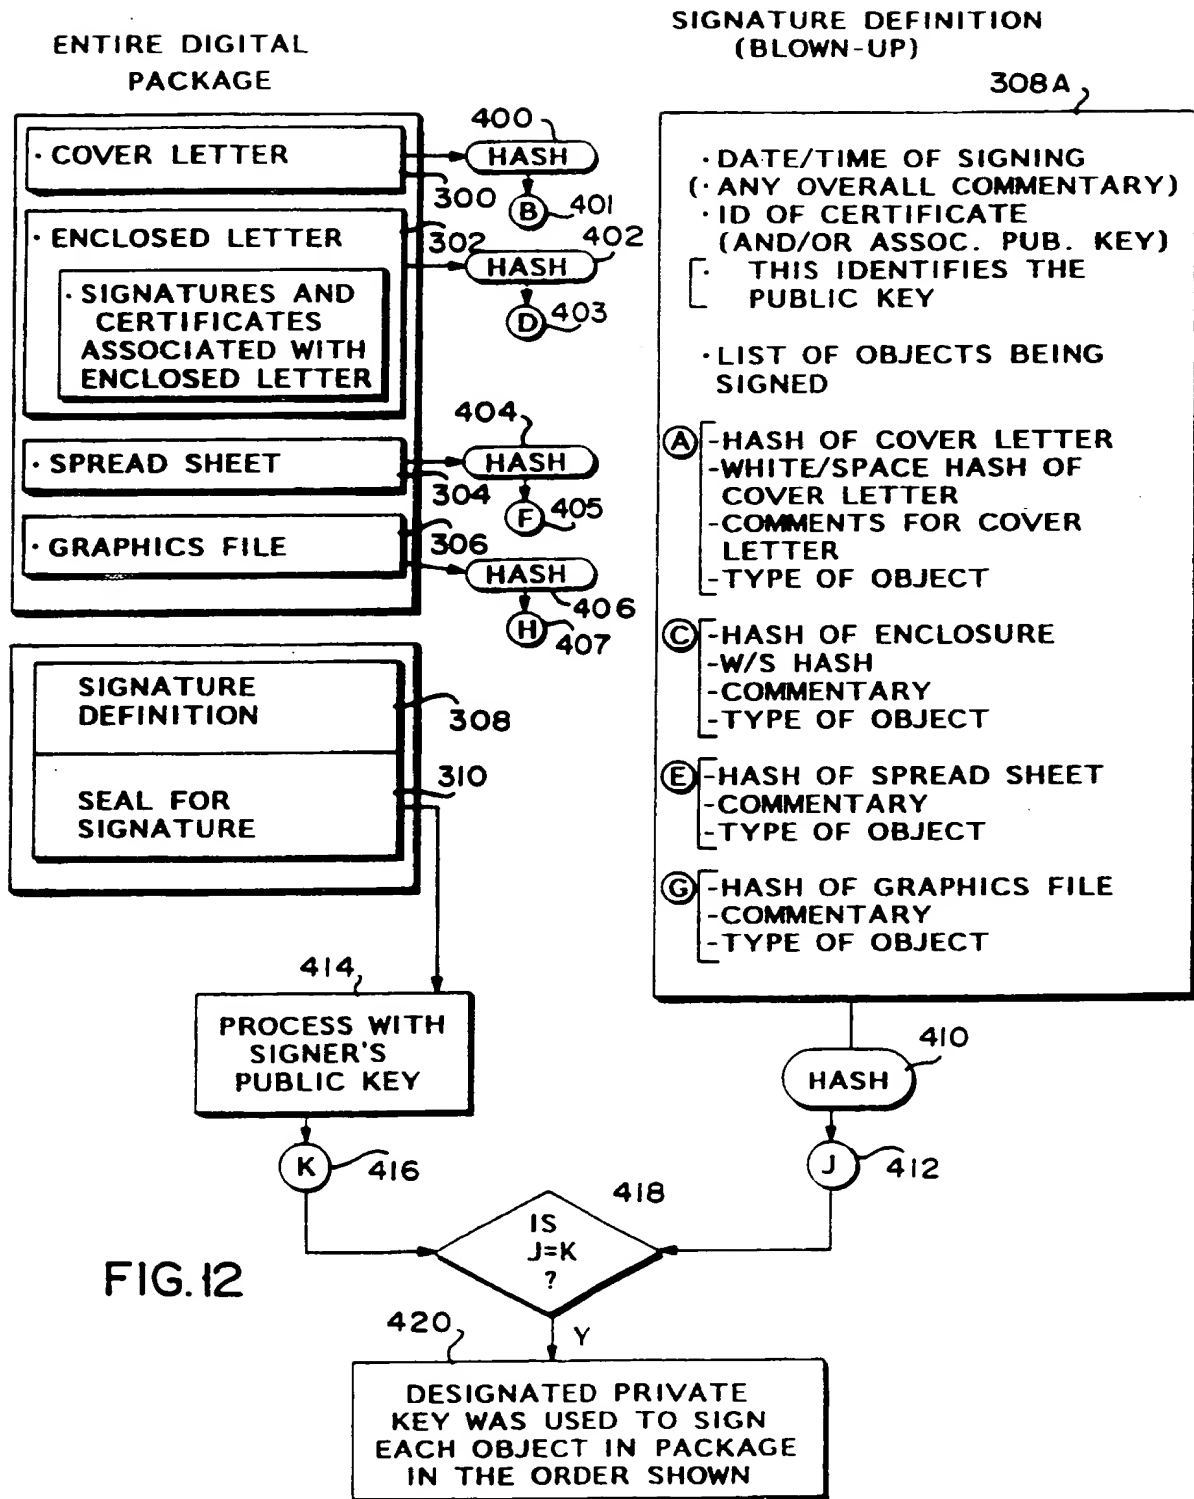 ENTIRE DIGITAL
PACKAGE
· COVER LETTER
300
400
HASH
B
401
· ENCLOSED LETTER
302
402
HASH
D
403
· SIGNATURES AND
CERTIFICATES
ASSOCIATED WITH
ENCLOSED LETTER
404
· SPREAD SHEET
304
HASH
F
405
· GRAPHICS FILE
306
HASH
406
H
407
SIGNATURE
DEFINITION
308
SEAL FOR
SIGNATURE
310
SIGNATURE DEFINITION
(BLOWN-UP)
308A
· DATE/TIME OF SIGNING
(· ANY OVERALL COMMENTARY)
· ID OF CERTIFICATE
(AND/OR ASSOC. PUB. KEY)
· THIS IDENTIFIES THE
PUBLIC KEY
· LIST OF OBJECTS BEING
SIGNED
A
-HASH OF COVER LETTER
-WHITE/SPACE HASH OF
COVER LETTER
-COMMENTS FOR COVER
LETTER
-TYPE OF OBJECT
C
-HASH OF ENCLOSURE
-W/S HASH
-COMMENTARY
-TYPE OF OBJECT
E
-HASH OF SPREAD SHEET
-COMMENTARY
-TYPE OF OBJECT
G
-HASH OF GRAPHICS FILE
-COMMENTARY
-TYPE OF OBJECT
414
PROCESS WITH
SIGNER'S
PUBLIC KEY
K
416
410
HASH
J
412
418
IS
J=K
?
Y
FIG.12
420
DESIGNATED PRIVATE
KEY WAS USED TO SIGN
EACH OBJECT IN PACKAGE
IN THE ORDER SHOWN